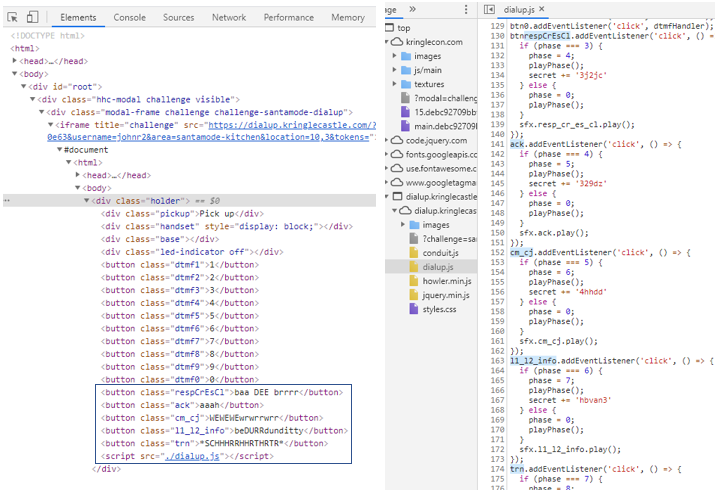 Elements
Console
Sources
Network
Performance
Memory
<!DOCTYPE html>
<html>
<head>…</head>
<body>
<div id="root">
<div class="hhc-modal challenge visible">
<div class="modal-frame challenge challenge-santamode-dialup">
<iframe title="challenge" src="https://dialup.kringlecastle.com/?
0e63&username=johnr2&area=santamode-kitchen&location=10,3&tokens="
#document
<html>
<head>…</head>
<body>
… <div class="holder"> == $0
<div class="pickup">Pick up</div>
<div class="handset" style="display: block;"></div>
<div class="base"></div>
<div class="led-indicator off"></div>
<button class="dtmf1">1</button>
<button class="dtmf2">2</button>
<button class="dtmf3">3</button>
<button class="dtmf4">4</button>
<button class="dtmf5">5</button>
<button class="dtmf6">6</button>
<button class="dtmf7">7</button>
<button class="dtmf8">8</button>
<button class="dtmf9">9</button>
<button class="dtmf0">0</button>
<button class="respCrEsCl">baa DEE brrrr</button>
<button class="ack">aaah</button>
<button class="cm_cj">WEWEWEwrwrrwrr</button>
<button class="l1_l2_info">beDURRdunditty</button>
<button class="trn">*SCHHHRRHHRTHRTR*</button>
<script src="./dialup.js"></script>
</div>
age »
top
kringlecon.com
images
js/main
textures
?modal=challeng
15.debc92709bb
main.debc92709b
code.jquery.com
fonts.googleapis.co
use.fontawesome.c
www.googletagma
dialup.kringlecastle
dialup.kringlecas
images
?challenge=sa
conduit.js
dialup.js
howler.min.js
jquery.min.js
styles.css
dialup.js ×
129 btn0.addEventListener('click', dtmfHandler);
130 btnrespCrEsCl.addEventListener('click', () =
131 if (phase === 3) {
132 phase = 4;
133 playPhase();
134 secret += '3j2jc'
135 } else {
136 phase = 0;
137 playPhase();
138 }
139 sfx.resp_cr_es_cl.play();
140 });
141 ack.addEventListener('click', () => {
142 if (phase === 4) {
143 phase = 5;
144 playPhase();
145 secret += '329dz'
146 } else {
147 phase = 0;
148 playPhase();
149 }
150 sfx.ack.play();
151 });
152 cm_cj.addEventListener('click', () => {
153 if (phase === 5) {
154 phase = 6;
155 playPhase();
156 secret += '4hhdd'
157 } else {
158 phase = 0;
159 playPhase();
160 }
161 sfx.cm_cj.play();
162 });
163 l1_l2_info.addEventListener('click', () => {
164 if (phase === 6) {
165 phase = 7;
166 playPhase();
167 secret += 'hbvan3'
168 } else {
169 phase = 0;
170 playPhase();
171 }
172 sfx.l1_l2_info.play();
173 });
174 trn.addEventListener('click', () => {
175 if (phase === 7) {
176 phase = 8;